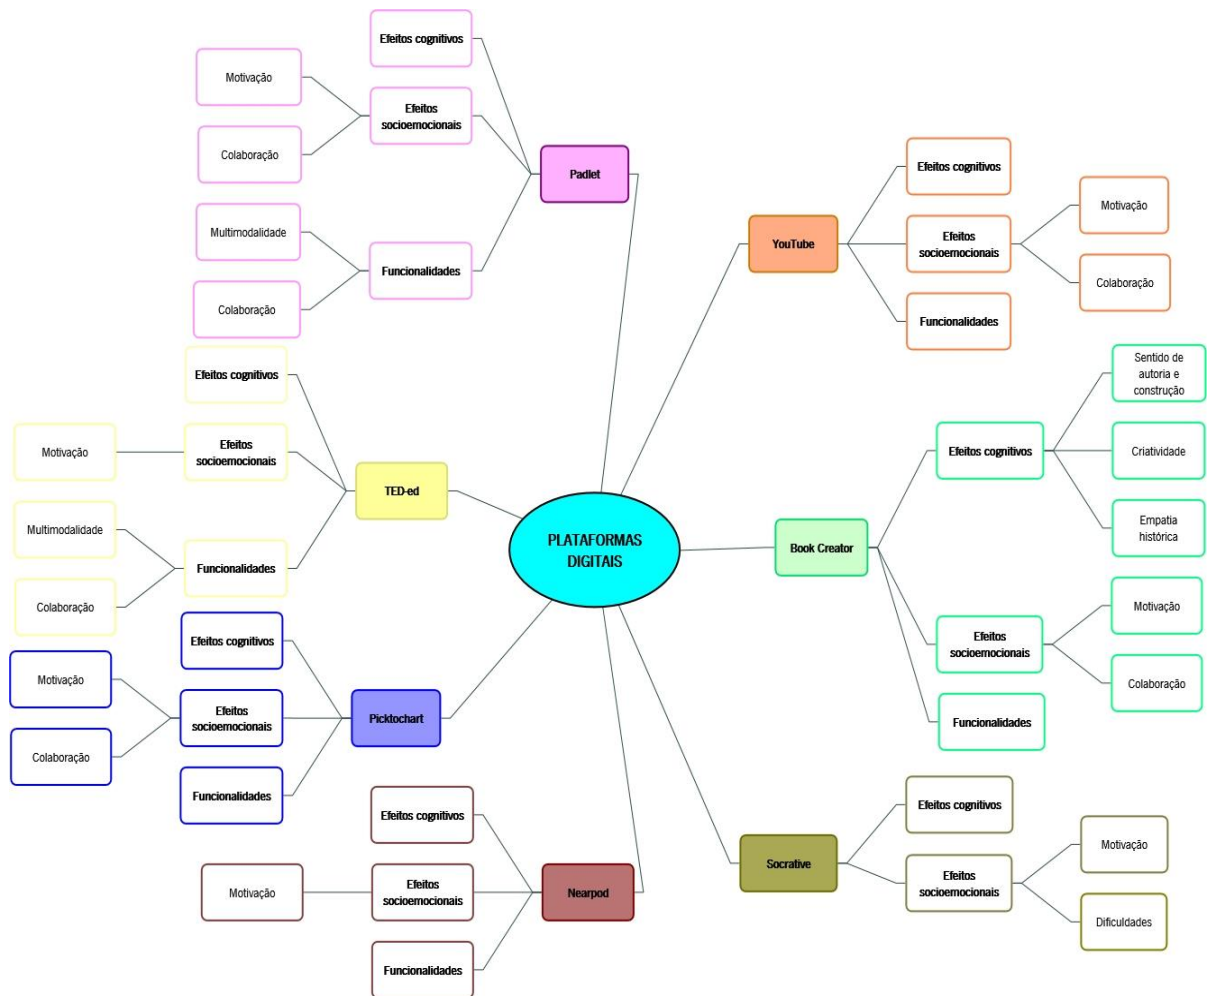 PLATAFORMAS
DIGITAIS
Padlet
Efeitos cognitivos
Efeitos
socioemocionais
Motivação
Colaboração
Funcionalidades
Multimodalidade
Colaboração
TED-ed
Efeitos cognitivos
Efeitos
socioemocionais
Motivação
Funcionalidades
Multimodalidade
Colaboração
Picktochart
Efeitos cognitivos
Efeitos
socioemocionais
Motivação
Colaboração
Funcionalidades
Nearpod
Efeitos cognitivos
Efeitos
socioemocionais
Motivação
Funcionalidades
YouTube
Efeitos cognitivos
Efeitos
socioemocionais
Motivação
Colaboração
Funcionalidades
Book Creator
Efeitos cognitivos
Sentido de
autoria e
construção
Criatividade
Empatia
histórica
Efeitos
socioemocionais
Motivação
Colaboração
Funcionalidades
Socrative
Efeitos cognitivos
Efeitos
socioemocionais
Motivação
Dificuldades